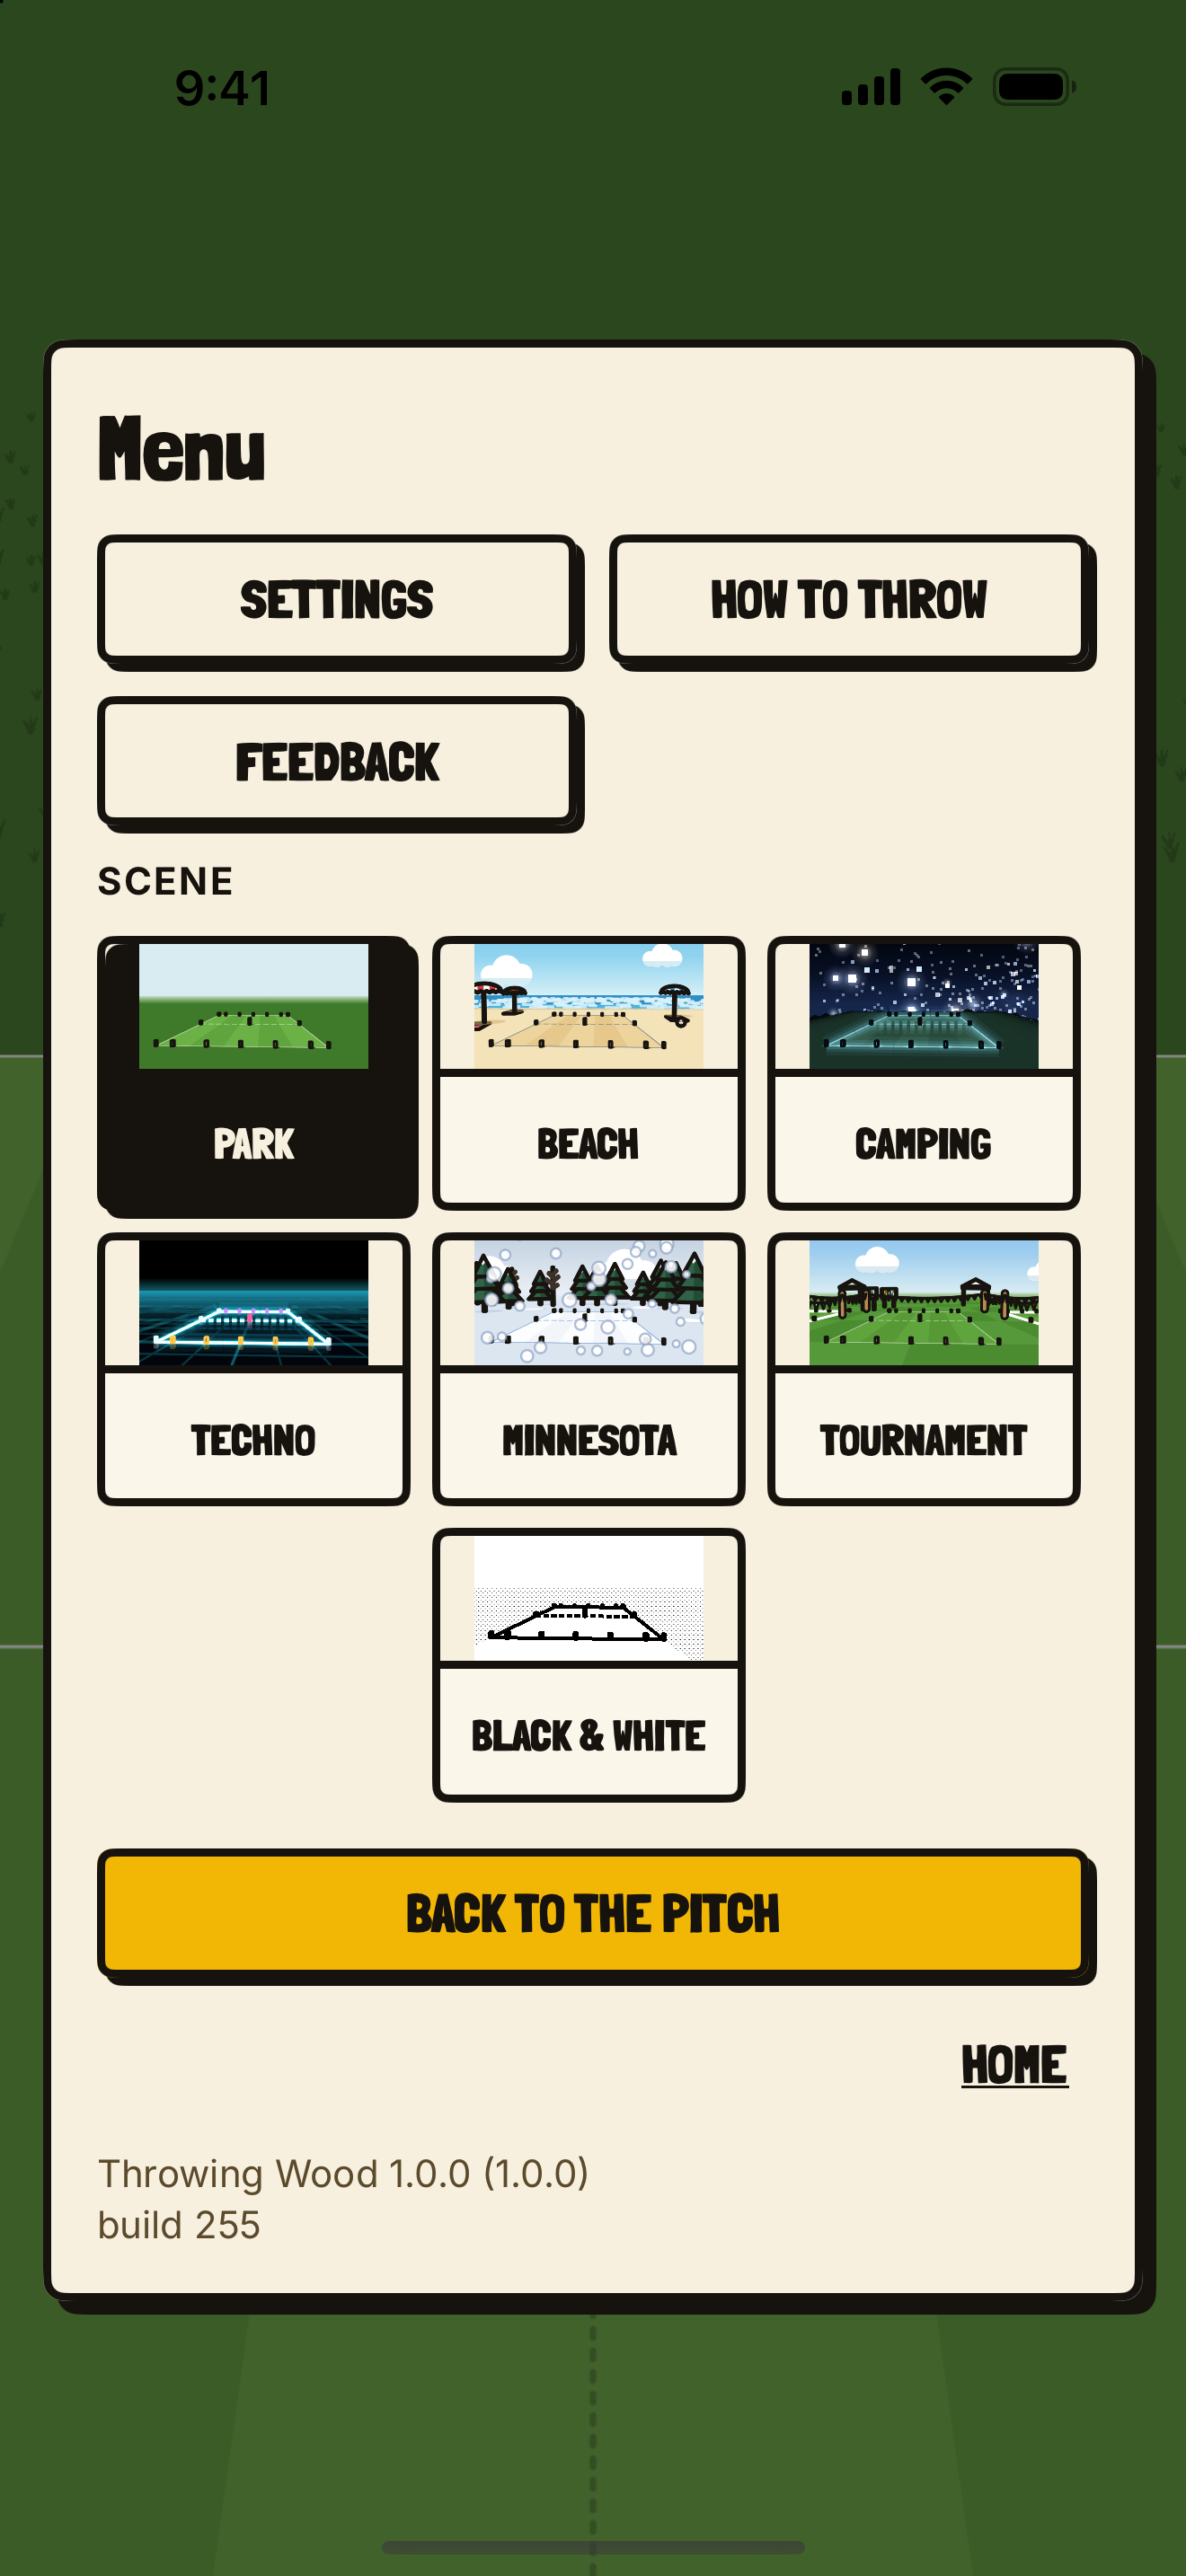 9:41
Menu
SETTINGS
HOW TO THROW
FEEDBACK
SCENE
PARK
BEACH
CAMPING
TECHNO
MINNESOTA
TOURNAMENT
BLACK & WHITE
BACK TO THE PITCH
HOME
Throwing Wood 1.0.0 (1.0.0)
build 255